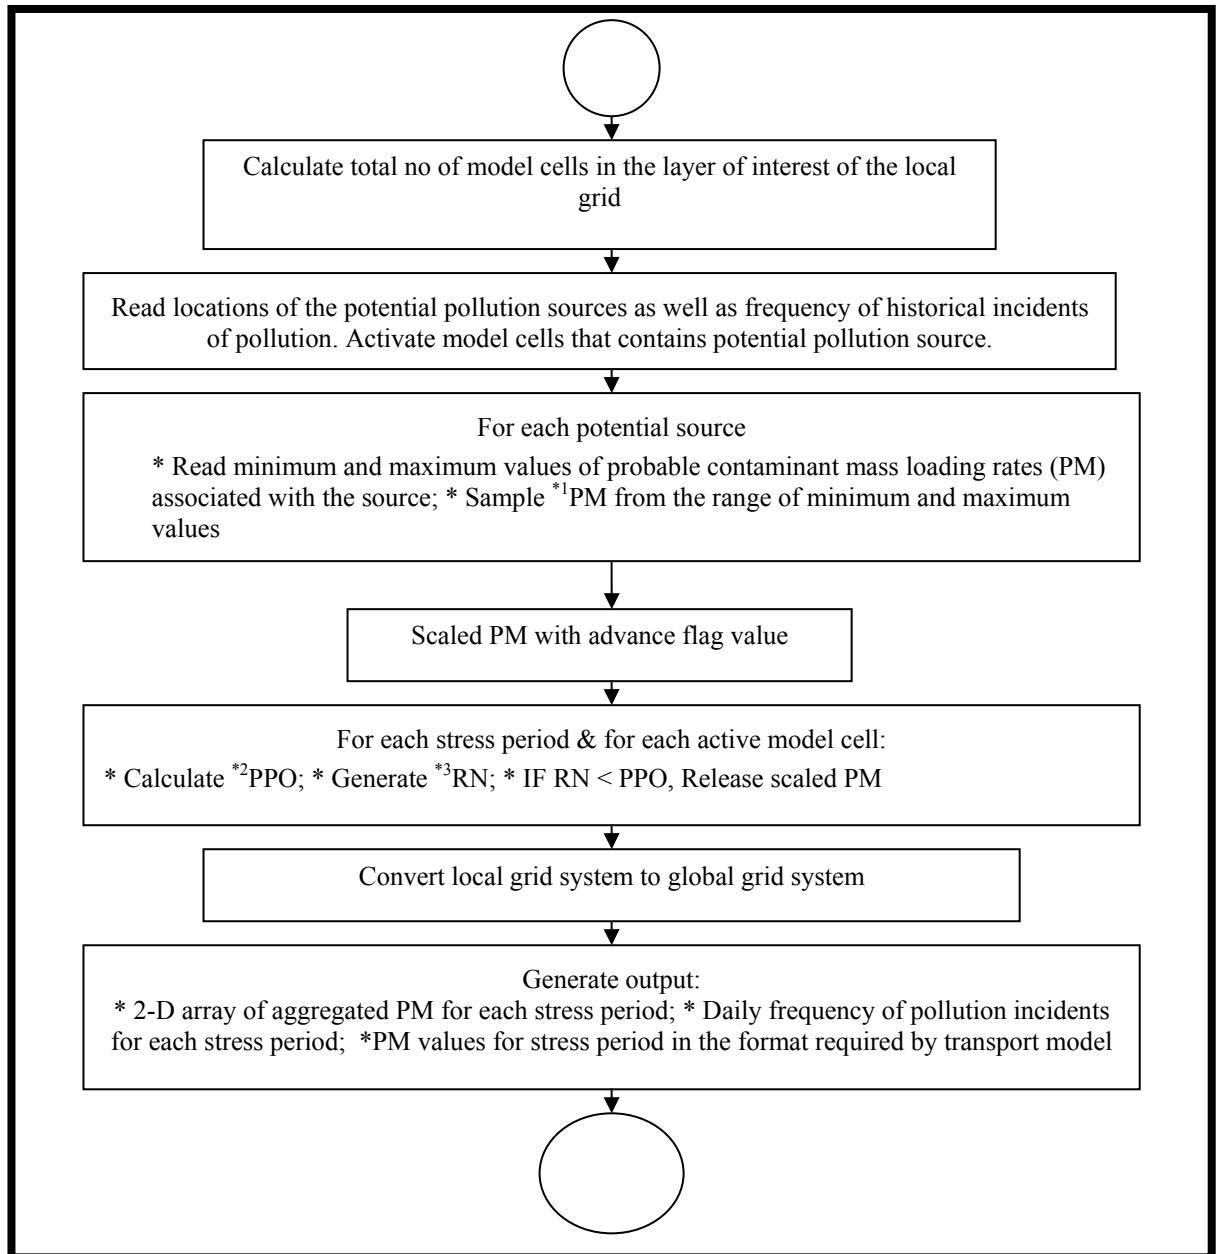 Calculate total no of model cells in the layer of interest of the local
grid
Read locations of the potential pollution sources as well as frequency of historical incidents
of pollution. Activate model cells that contains potential pollution source.
For each potential source
* Read minimum and maximum values of probable contaminant mass loading rates (PM)
associated with the source; * Sample *1PM from the range of minimum and maximum
values
Scaled PM with advance flag value
For each stress period & for each active model cell:
* Calculate *2PPO; * Generate *3RN; * IF RN < PPO, Release scaled PM
Convert local grid system to global grid system
Generate output:
* 2-D array of aggregated PM for each stress period; * Daily frequency of pollution incidents
for each stress period; *PM values for stress period in the format required by transport model